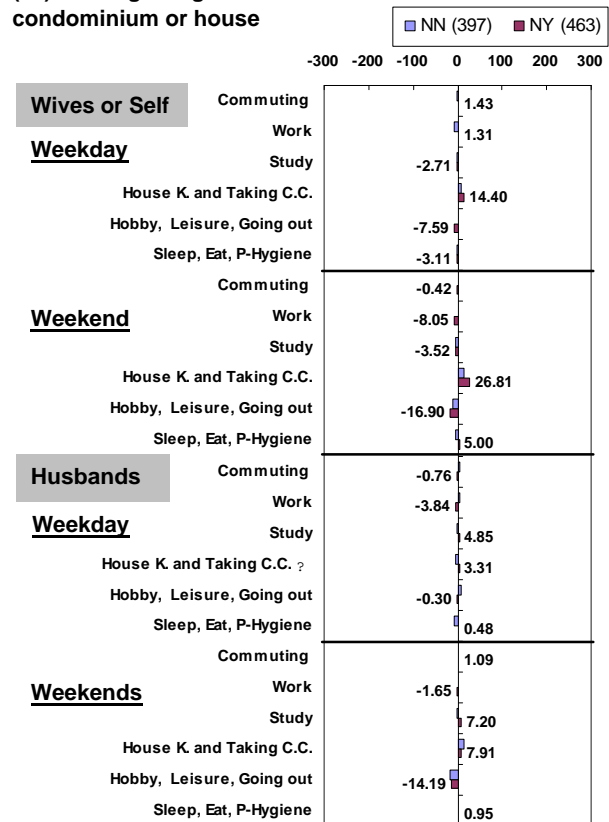 condominium or house
NN (397) NY (463)
-300 -200 -100 0 100 200 300
Wives or Self
Weekday
Commuting 1.43
Work 1.31
Study -2.71
House K. and Taking C.C. 14.40
Hobby, Leisure, Going out -7.59
Sleep, Eat, P-Hygiene -3.11
Weekend
Commuting -0.42
Work -8.05
Study -3.52
House K. and Taking C.C. 26.81
Hobby, Leisure, Going out -16.90
Sleep, Eat, P-Hygiene 5.00
Husbands
Weekday
Commuting -0.76
Work -3.84
Study 4.85
House K. and Taking C.C. ? 3.31
Hobby, Leisure, Going out -0.30
Sleep, Eat, P-Hygiene 0.48
Weekends
Commuting 1.09
Work -1.65
Study 7.20
House K. and Taking C.C. 7.91
Hobby, Leisure, Going out -14.19
Sleep, Eat, P-Hygiene 0.95